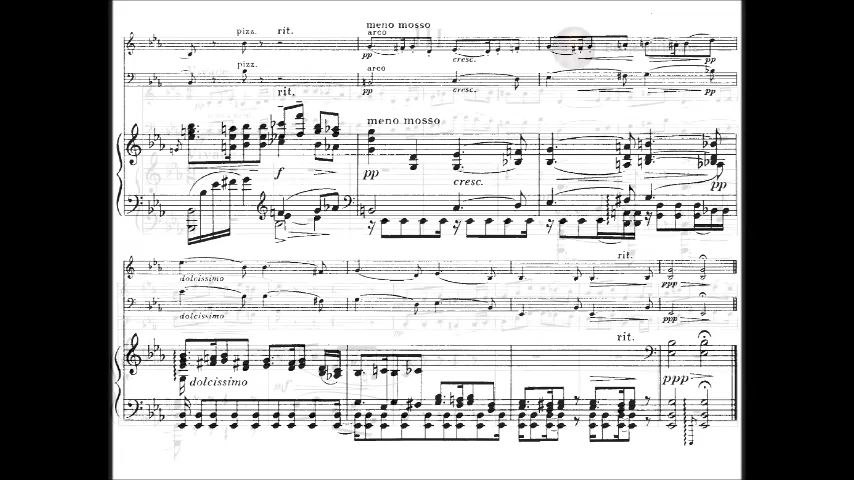 pizz. rit. meno mosso
arco
pp cresc. pp
pizz. arco
pp cresc. pp
rit.
meno mosso
f pp cresc. pp
rit.
dolcissimo ppp
dolcissimo ppp
rit.
dolcissimo ppp